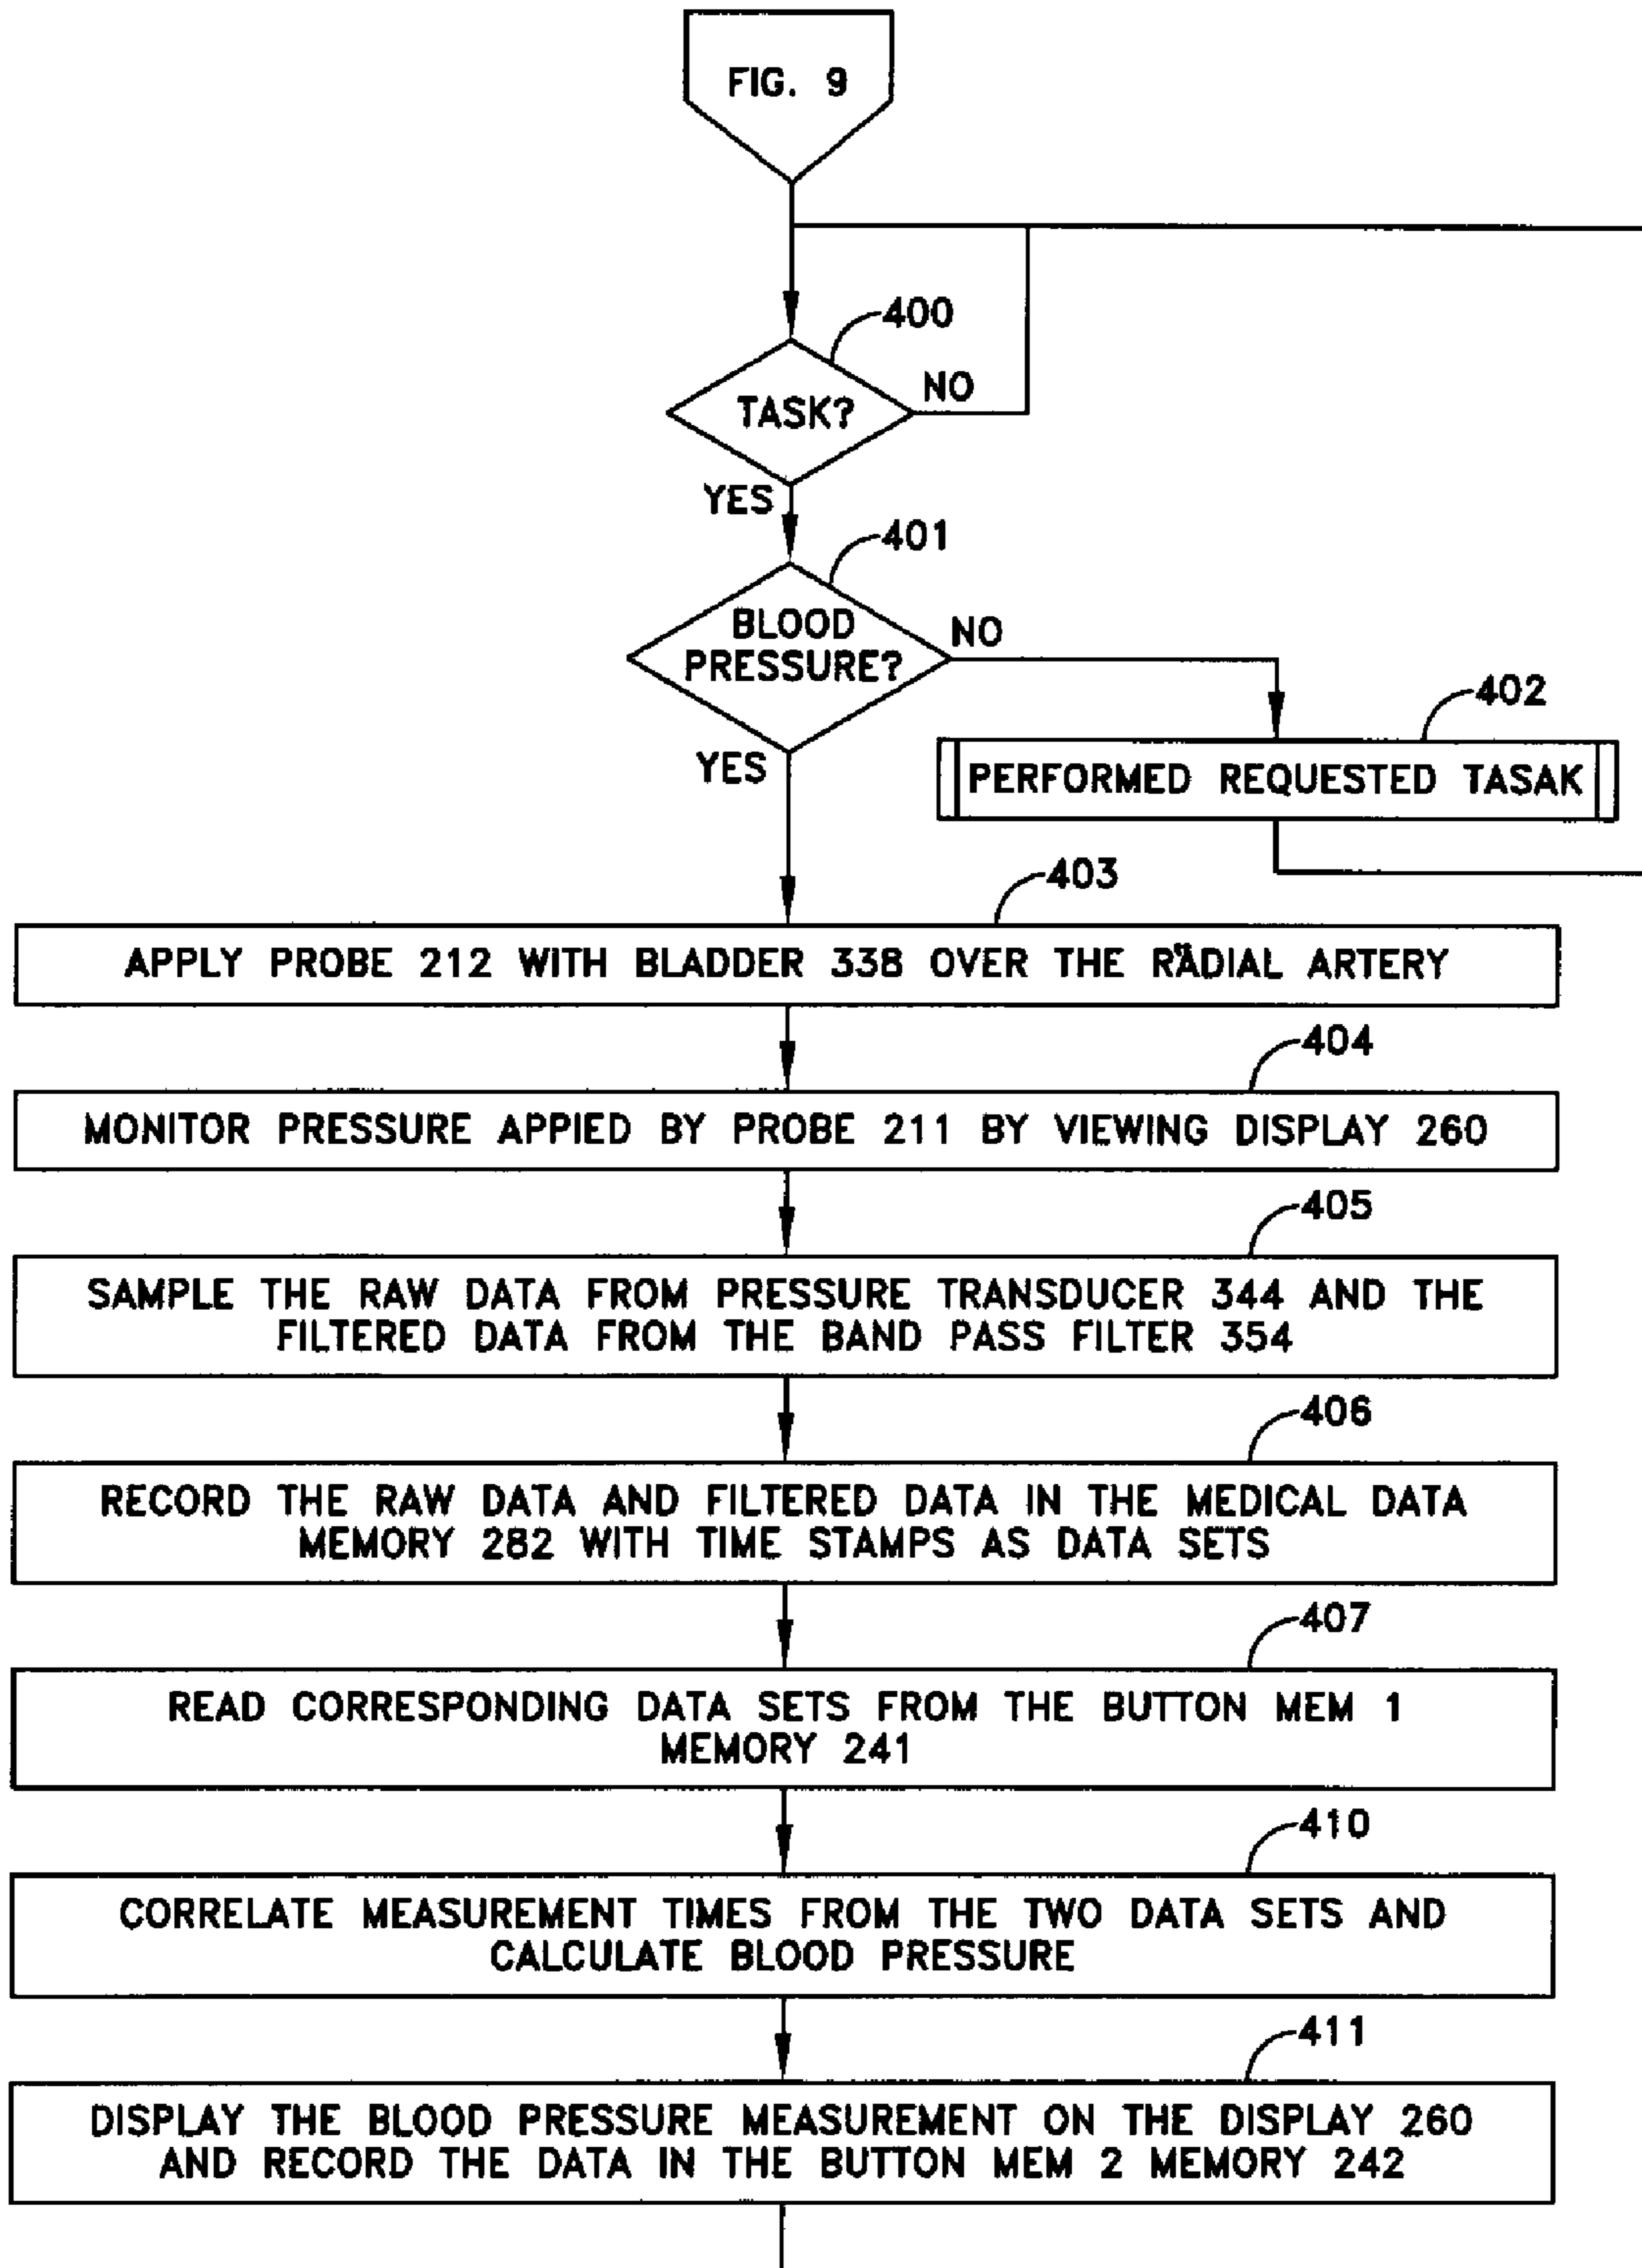 FIG. 9
400
TASK?
NO
YES
401
BLOOD
PRESSURE?
NO
YES
402
PERFORMED REQUESTED TASAK
403
APPLY PROBE 212 WITH BLADDER 338 OVER THE RADIAL ARTERY
404
MONITOR PRESSURE APPIED BY PROBE 211 BY VIEWING DISPLAY 260
405
SAMPLE THE RAW DATA FROM PRESSURE TRANSDUCER 344 AND THE
FILTERED DATA FROM THE BAND PASS FILTER 354
406
RECORD THE RAW DATA AND FILTERED DATA IN THE MEDICAL DATA
MEMORY 282 WITH TIME STAMPS AS DATA SETS
407
READ CORRESPONDING DATA SETS FROM THE BUTTON MEM 1
MEMORY 241
410
CORRELATE MEASUREMENT TIMES FROM THE TWO DATA SETS AND
CALCULATE BLOOD PRESSURE
411
DISPLAY THE BLOOD PRESSURE MEASUREMENT ON THE DISPLAY 260
AND RECORD THE DATA IN THE BUTTON MEM 2 MEMORY 242